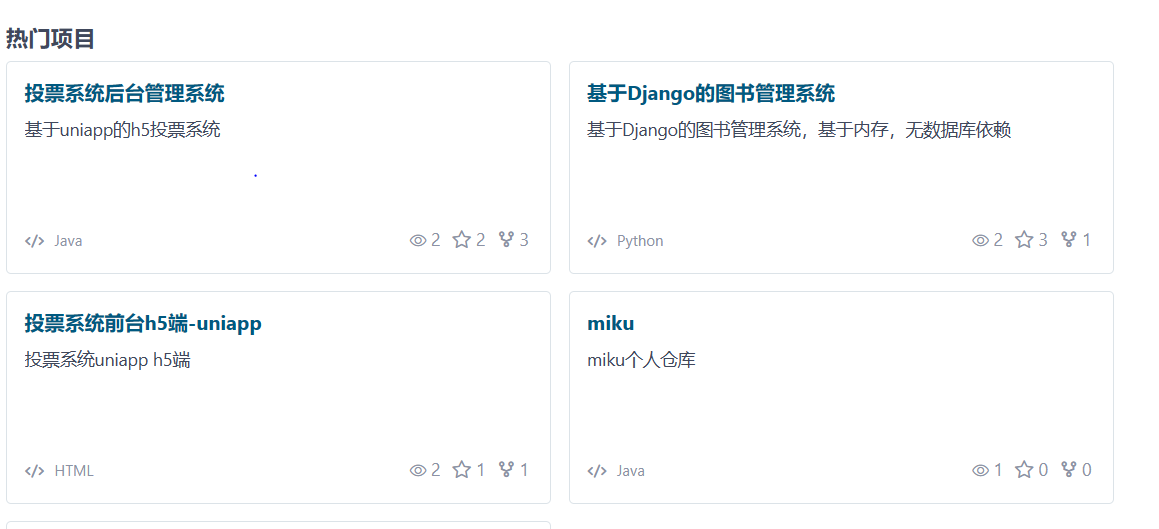 热门项目
投票系统后台管理系统
基于uniapp的h5投票系统
Java
2 2 3
基于Django的图书管理系统
基于Django的图书管理系统，基于内存，无数据库依赖
Python
2 3 1
投票系统前台h5端-uniapp
投票系统uniapp h5端
HTML
2 1 1
miku
miku个人仓库
Java
1 0 0